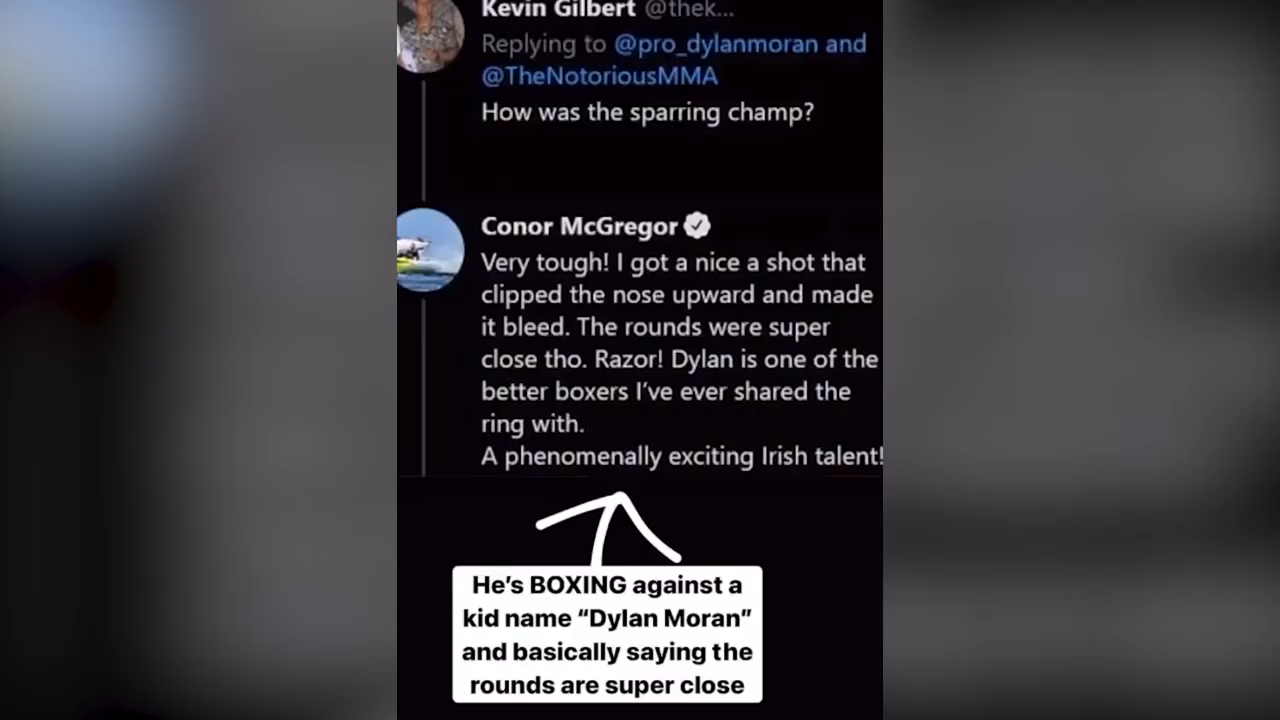 Kevin Gilbert @thek...
Replying to @pro_dylanmoran and
@TheNotoriousMMA
How was the sparring champ?
Conor McGregor
Very tough! I got a nice a shot that
clipped the nose upward and made
it bleed. The rounds were super
close tho. Razor! Dylan is one of the
better boxers I've ever shared the
ring with.
A phenomenally exciting Irish talent!
He's BOXING against a
kid name “Dylan Moran”
and basically saying the
rounds are super close